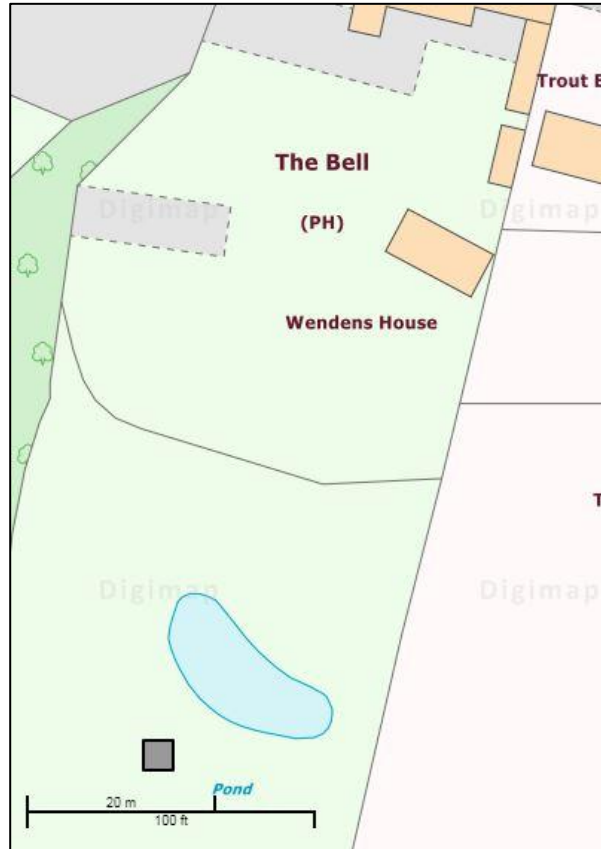 Trout B
The Bell
Digimap
Digimap
(PH)
Wendens House
T
Digimap
Digimap
Pond
20 m
100 ft